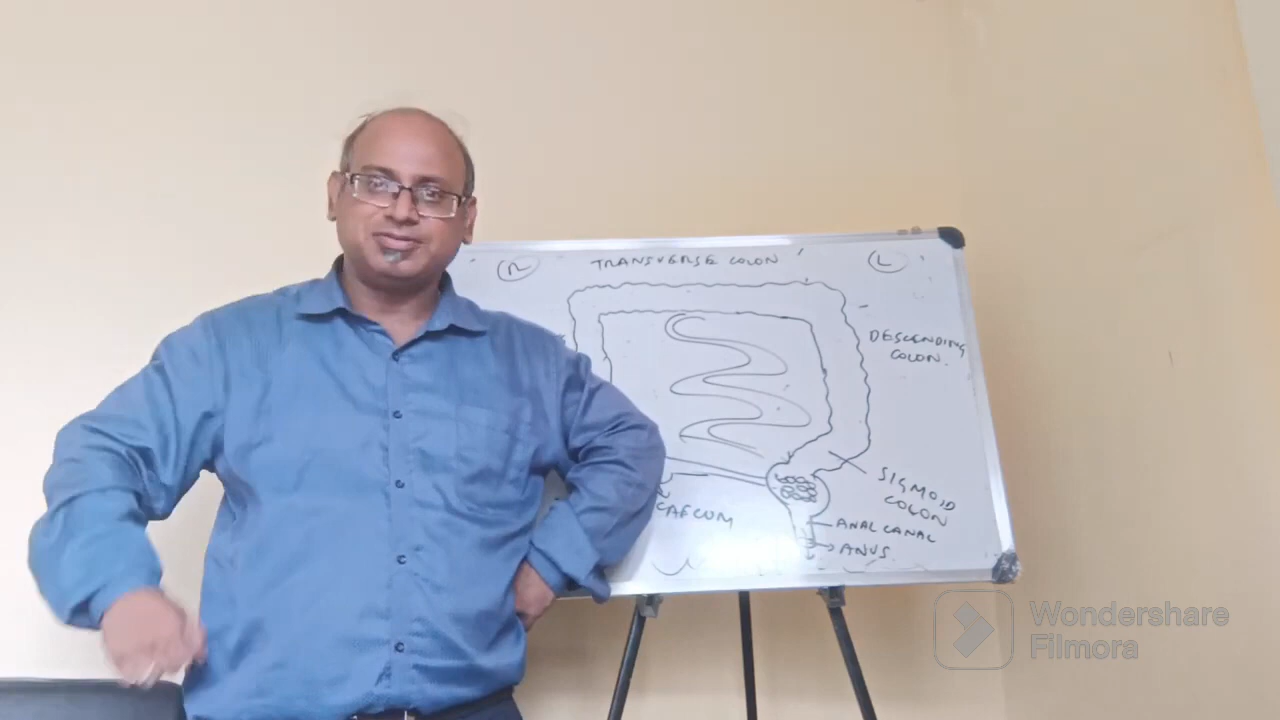 R
TRANSVERSE COLON
L
DESCENDING
COLON.
SIGMOID
COLON
CAECUM
ANAL CANAL
ANUS.
Wondershare
Filmora